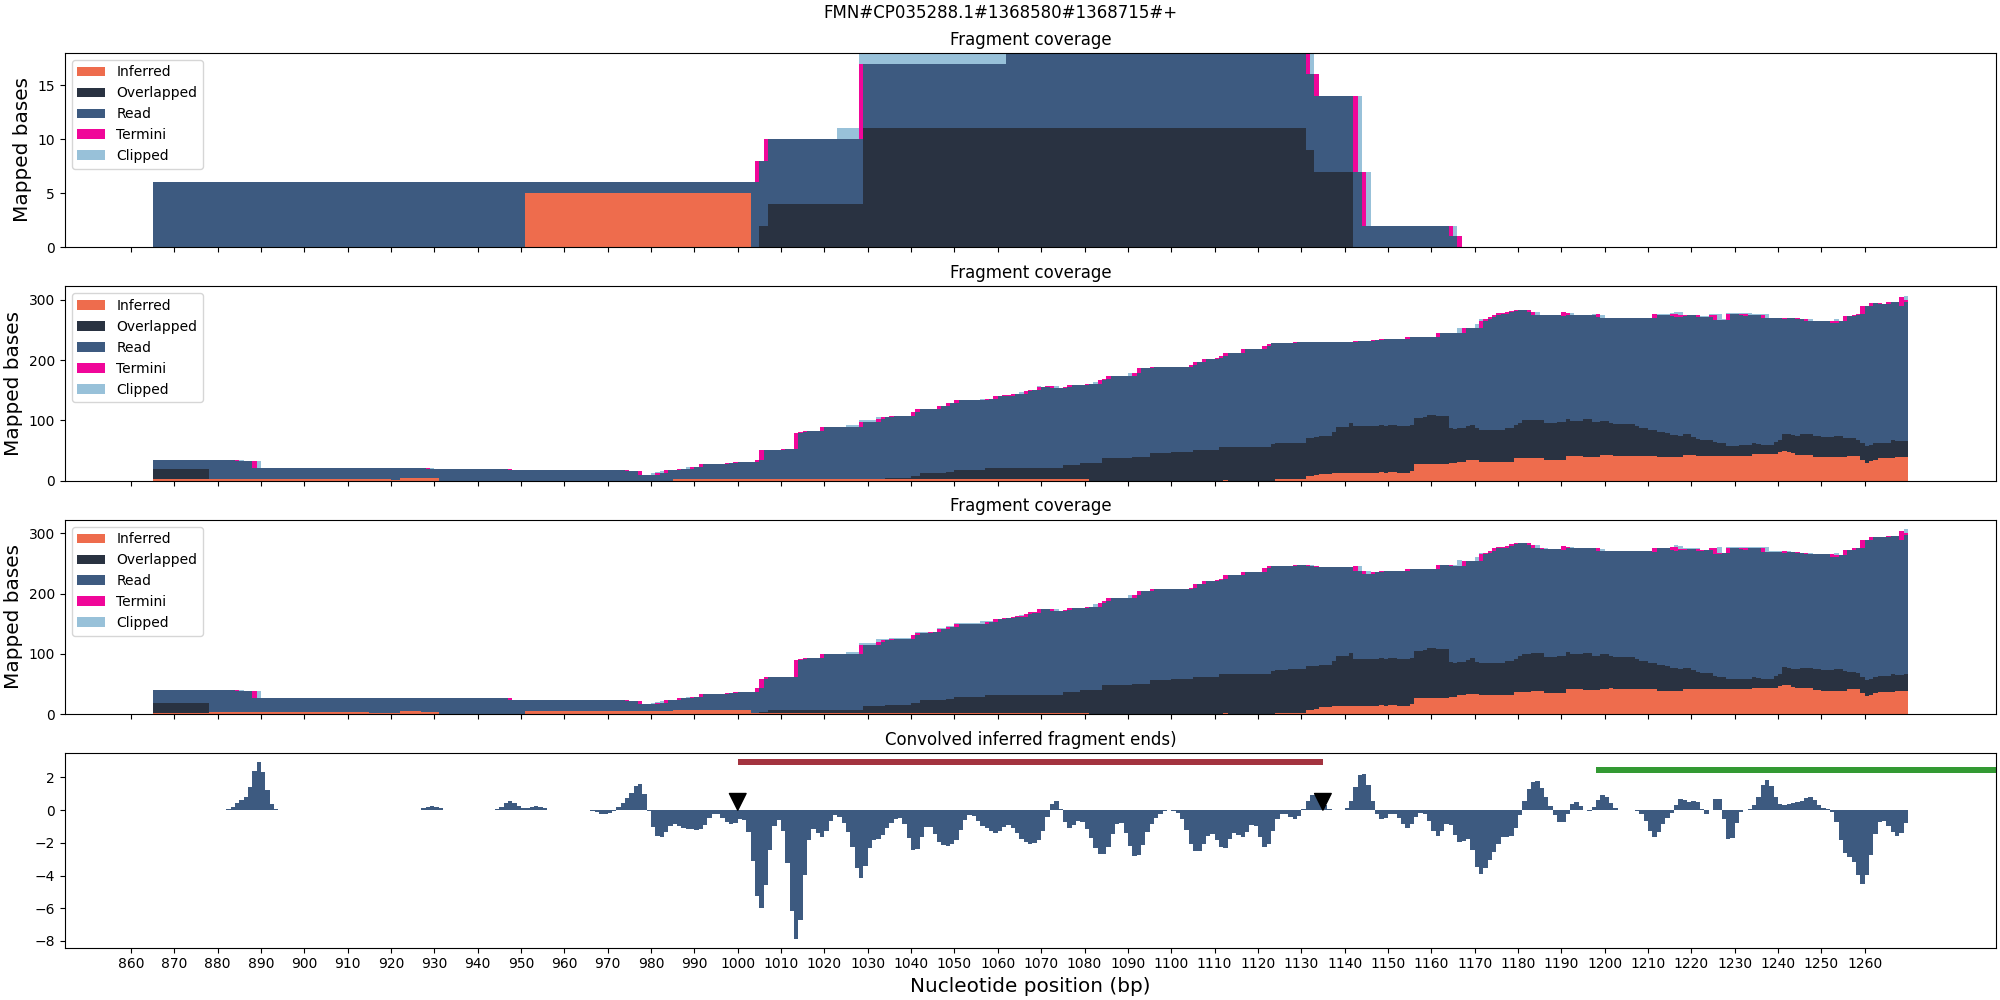 FMN#CP035288.1#1368580#1368715#+
Fragment coverage
Mapped bases
15
10
5
0
Inferred
Overlapped
Read
Termini
Clipped
Fragment coverage
Mapped bases
300
200
100
0
Inferred
Overlapped
Read
Termini
Clipped
Fragment coverage
Mapped bases
300
200
100
0
Inferred
Overlapped
Read
Termini
Clipped
Convolved inferred fragment ends)
2
0
−2
−4
−6
−8
860 870 880 890 900 910 920 930 940 950 960 970 980 990 1000 1010 1020 1030 1040 1050 1060 1070 1080 1090 1100 1110 1120 1130 1140 1150 1160 1170 1180 1190 1200 1210 1220 1230 1240 1250 1260
Nucleotide position (bp)